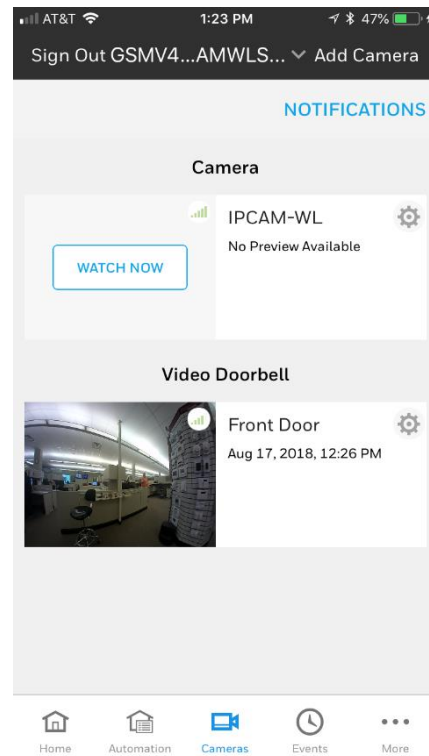 AT&T 1:23 PM 47%
Sign Out GSMV4...AMWLS... Add Camera
NOTIFICATIONS
Camera
IPCAM-WL
No Preview Available
WATCH NOW
Video Doorbell
Front Door
Aug 17, 2018, 12:26 PM
Home Automation Cameras Events More